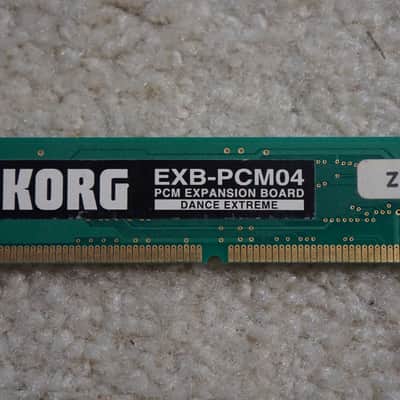 KORG
EXB-PCM04
PCM EXPANSION BOARD
DANCE EXTREME
Z